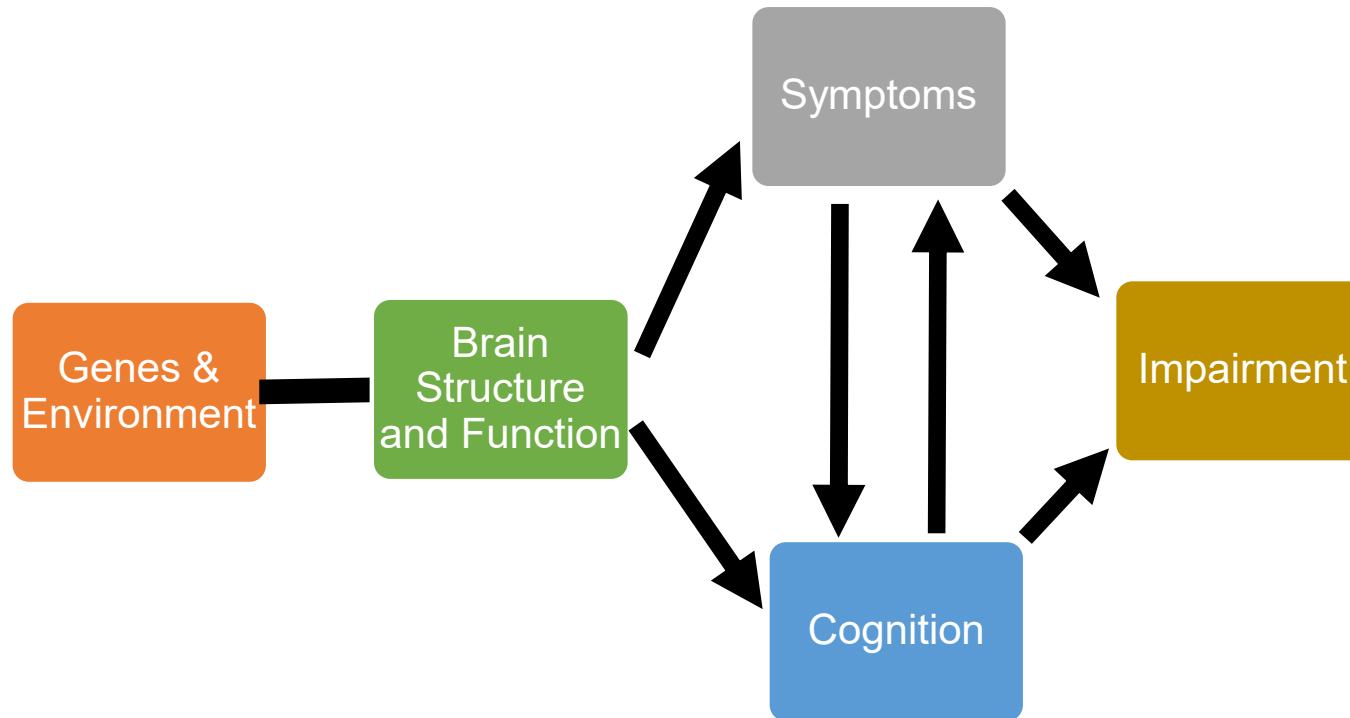 Symptoms
Genes &
Environment
Brain
Structure
and Function
Impairment
Cognition